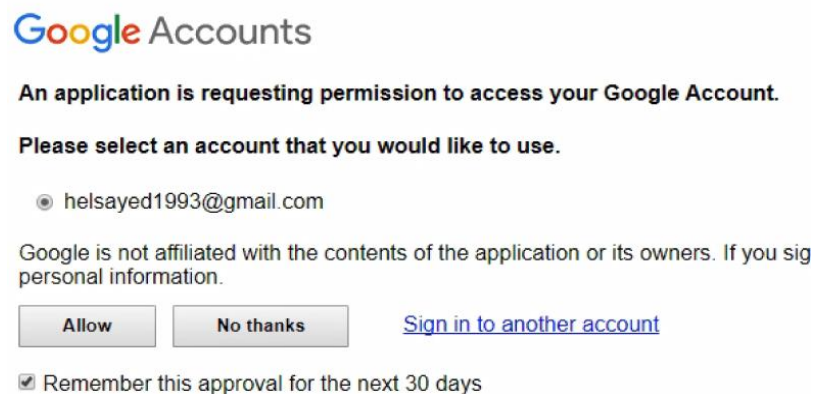 Google Accounts
An application is requesting permission to access your Google Account.
Please select an account that you would like to use.
helsayed1993@gmail.com
Google is not affiliated with the contents of the application or its owners. If you sig
personal information.
Allow No thanks Sign in to another account
Remember this approval for the next 30 days